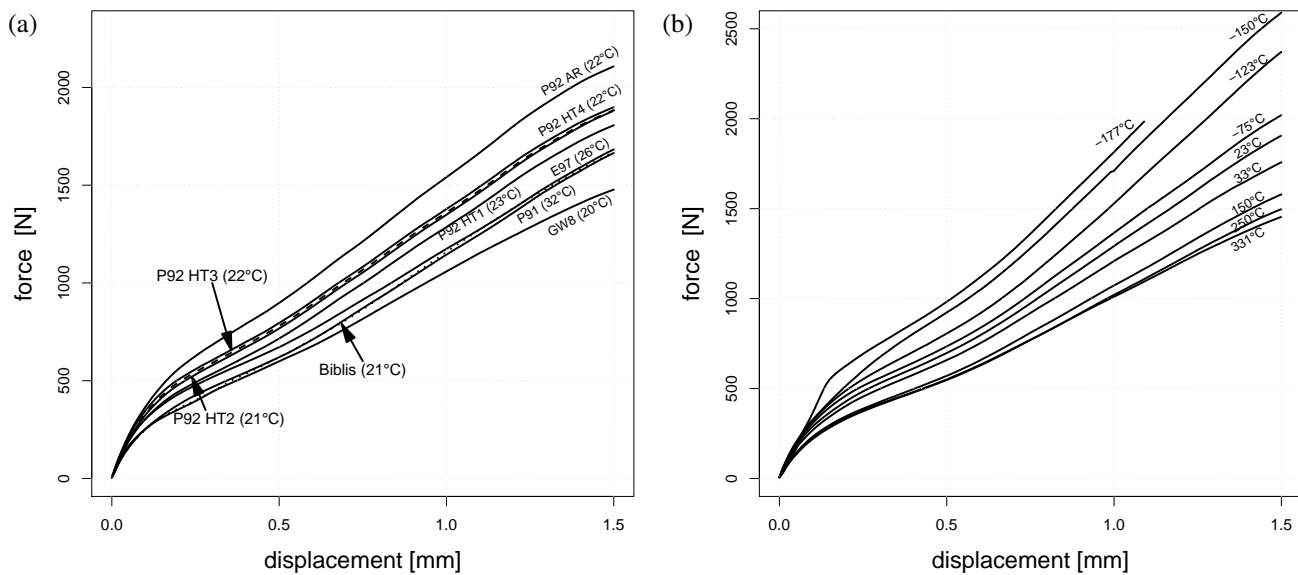 (a)
force [N]
2000
1500
1000
500
0
0.0 0.5 1.0 1.5
displacement [mm]
P92 AR (22°C)
P92 HT4 (22°C)
E97 (26°C)
P92 HT1 (23°C)
P91 (32°C)
GW8 (20°C)
P92 HT3 (22°C)
Biblis (21°C)
P92 HT2 (21°C)
(b)
force [N]
2500
2000
1500
1000
500
0
0.0 0.5 1.0 1.5
displacement [mm]
−150°C
−123°C
−177°C
−75°C
23°C
33°C
150°C
250°C
331°C